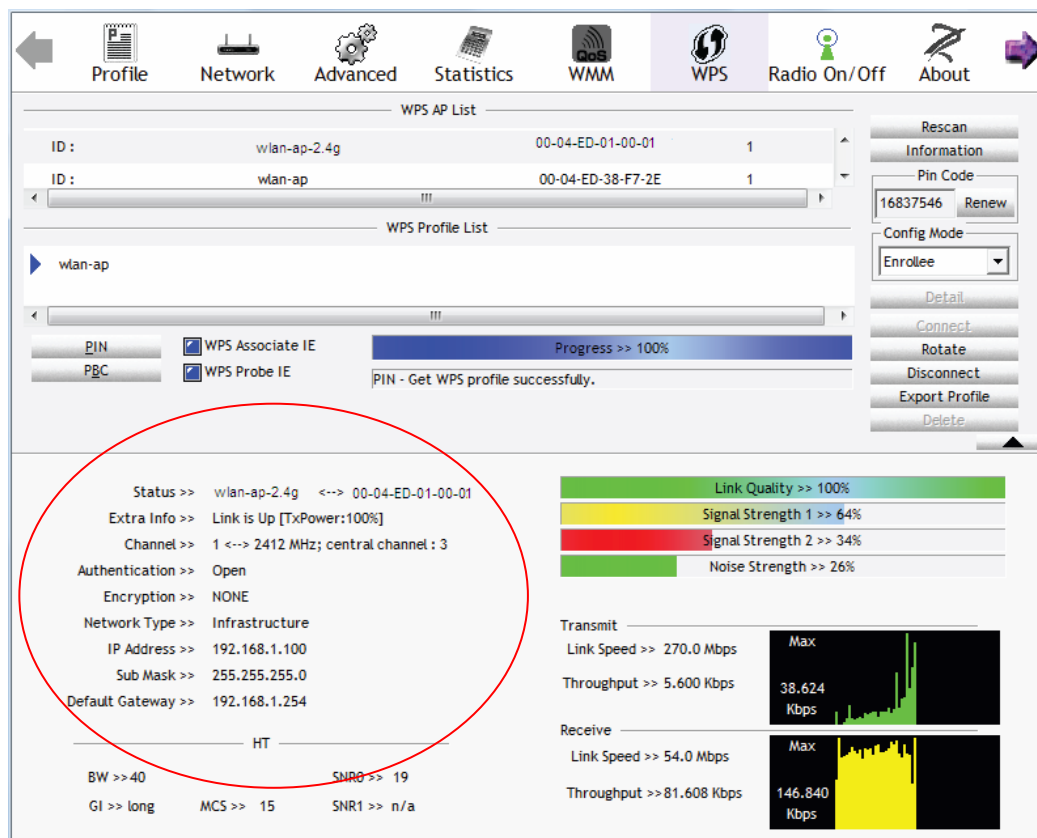 Profile Network Advanced Statistics QoS WMM WPS Radio On/Off About
WPS AP List
ID : wlan-ap-2.4g 00-04-ED-01-00-01 1
ID : wlan-ap 00-04-ED-38-F7-2E 1
Rescan
Information
Pin Code
16837546 Renew
Config Mode
Enrollee
Detail
Connect
Rotate
Disconnect
Export Profile
Delete
WPS Profile List
wlan-ap
PIN
PBC
WPS Associate IE
WPS Probe IE
Progress >> 100%
PIN - Get WPS profile successfully.
Status >> wlan-ap-2.4g <--> 00-04-ED-01-00-01
Extra Info >> Link is Up [TxPower:100%]
Channel >> 1 <--> 2412 MHz; central channel : 3
Authentication >> Open
Encryption >> NONE
Network Type >> Infrastructure
IP Address >> 192.168.1.100
Sub Mask >> 255.255.255.0
Default Gateway >> 192.168.1.254
HT
BW >> 40 SNR0 >> 19
GI >> long MCS >> 15 SNR1 >> n/a
Link Quality >> 100%
Signal Strength 1 >> 64%
Signal Strength 2 >> 34%
Noise Strength >> 26%
Transmit
Link Speed >> 270.0 Mbps
Throughput >> 5.600 Kbps
Max
38.624
Kbps
Receive
Link Speed >> 54.0 Mbps
Throughput >> 81.608 Kbps
Max
146.840
Kbps